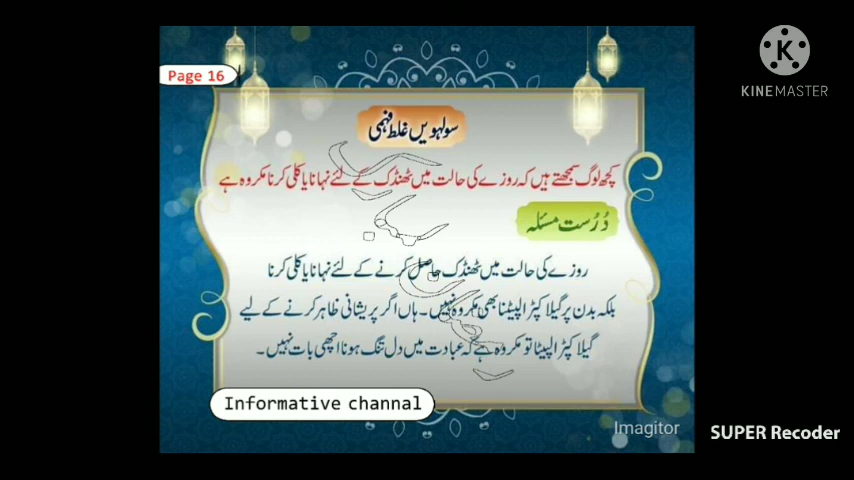 Page 16
KINEMASTER
سولہویں غلط فہمی
کچھ لوگ سمجھتے ہیں کہ روزے کی حالت میں ٹھنڈک کے لئے نہانا یا کلی کرنا مکروہ ہے
دُرُست مسئلہ
روزے کی حالت میں ٹھنڈک حاصل کرنے کے لئے نہانا یا کلی کرنا
بلکہ بدن پر گیلا کپڑا لپیٹنا بھی مکروہ نہیں۔ ہاں اگر پریشانی ظاہر کرنے کے لیے
گیلا کپڑا لپیٹا تو مکروہ ہے کہ عبادت میں دل تنگ ہونا اچھی بات نہیں۔
Informative channal
Imagitor
SUPER Recoder